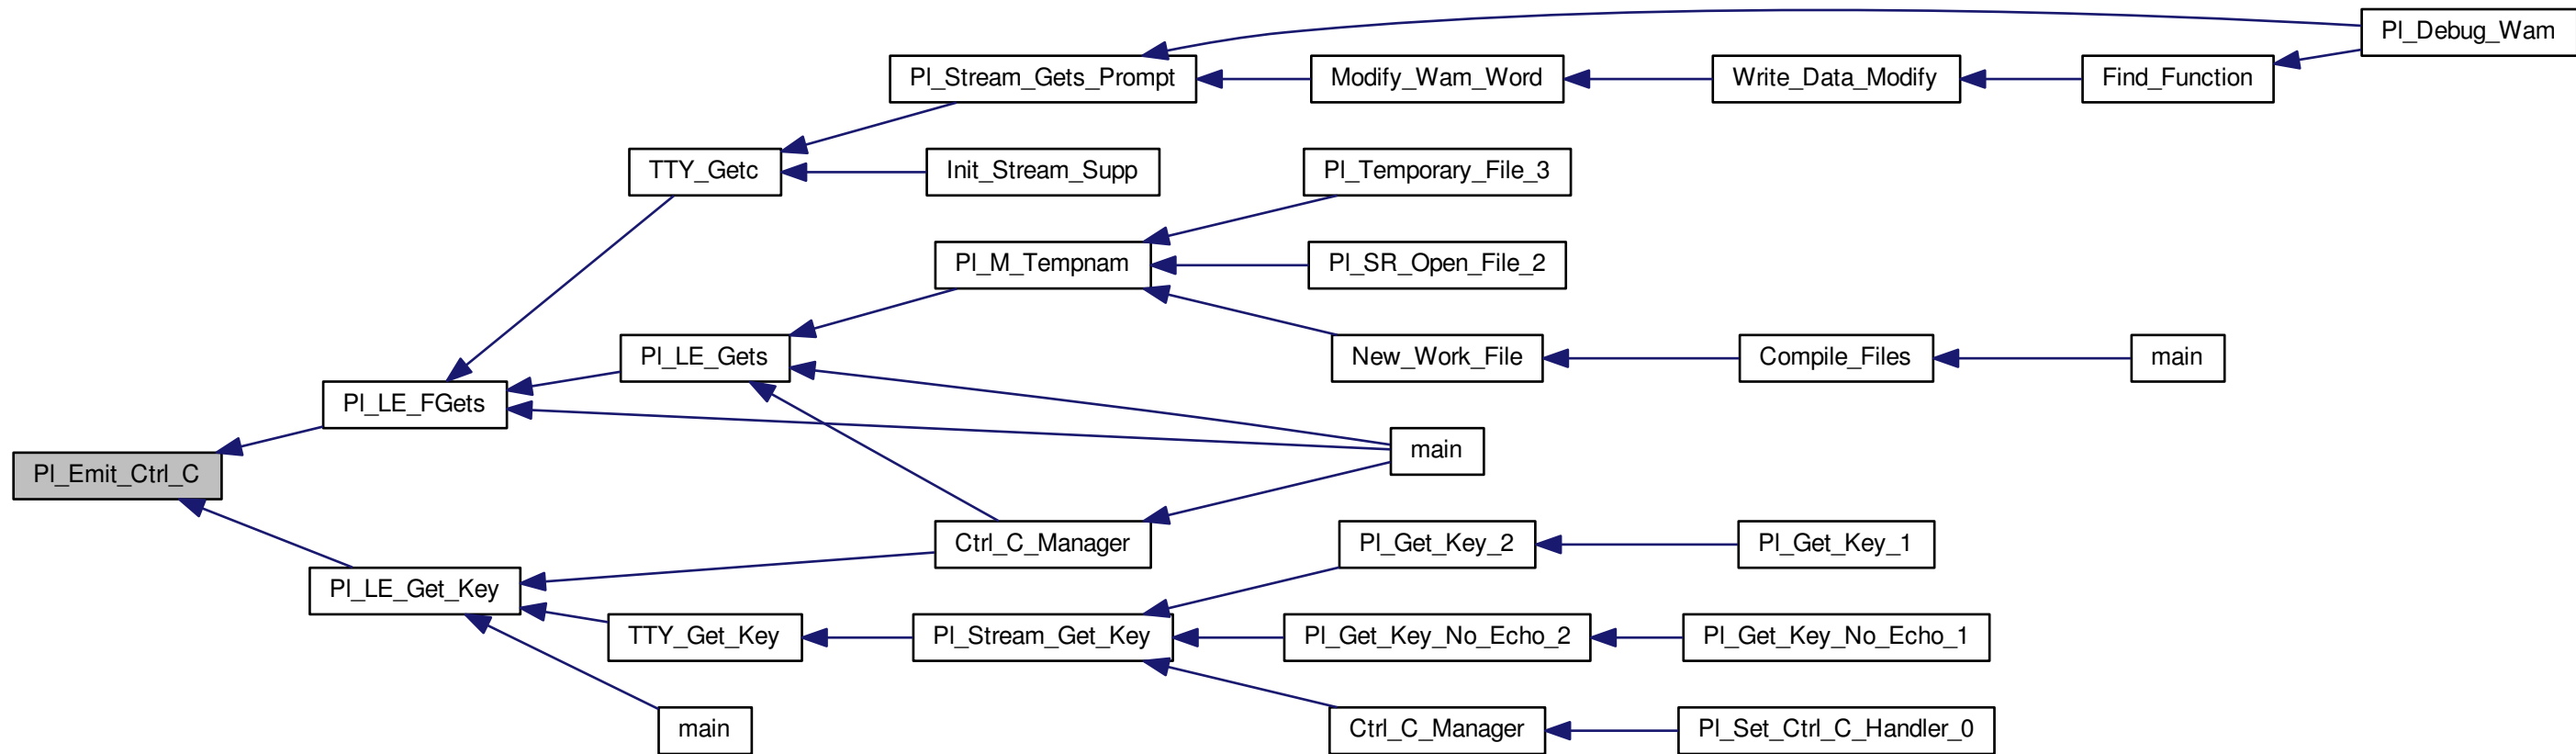 Pl_Debug_Wam
Pl_Stream_Gets_Prompt
Modify_Wam_Word
Write_Data_Modify
Find_Function
TTY_Getc
Init_Stream_Supp
Pl_Temporary_File_3
Pl_M_Tempnam
Pl_SR_Open_File_2
Pl_LE_Gets
New_Work_File
Compile_Files
main
Pl_LE_FGets
main
Pl_Emit_Ctrl_C
Ctrl_C_Manager
Pl_Get_Key_2
Pl_Get_Key_1
Pl_LE_Get_Key
TTY_Get_Key
Pl_Stream_Get_Key
Pl_Get_Key_No_Echo_2
Pl_Get_Key_No_Echo_1
main
Ctrl_C_Manager
Pl_Set_Ctrl_C_Handler_0